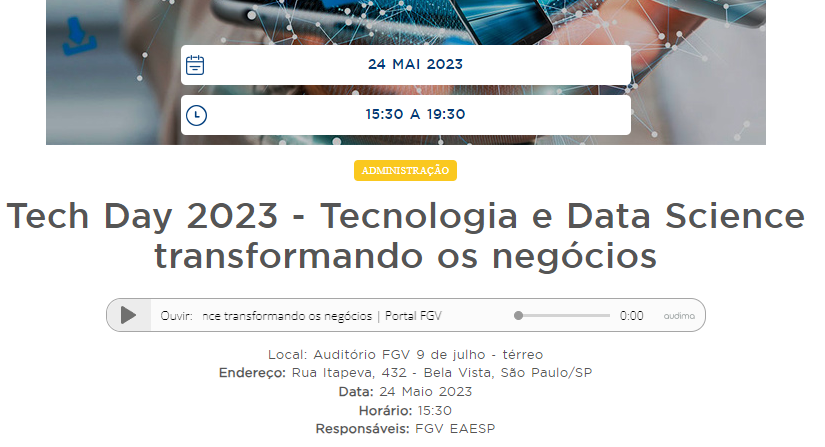 24 MAI 2023
15:30 A 19:30
ADMINISTRAÇÃO
Tech Day 2023 - Tecnologia e Data Science
transformando os negócios
Ouvir: nce transformando os negócios | Portal FGV 0:00 audima
Local: Auditório FGV 9 de julho - térreo
Endereço: Rua Itapeva, 432 - Bela Vista, São Paulo/SP
Data: 24 Maio 2023
Horário: 15:30
Responsáveis: FGV EAESP